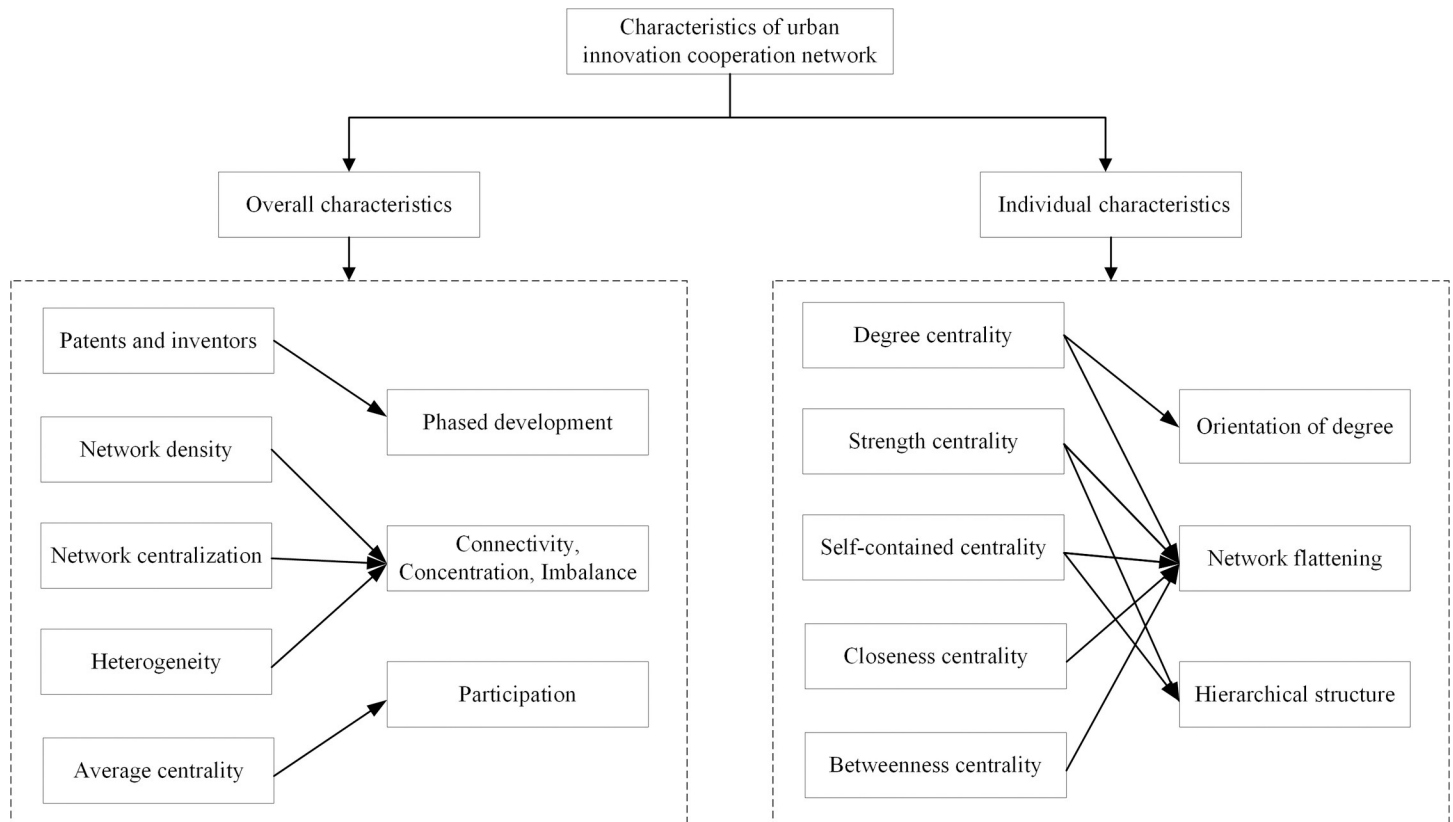 Characteristics of urban
innovation cooperation network
Overall characteristics
Individual characteristics
Patents and inventors
Network density
Network centralization
Heterogeneity
Average centrality
Phased development
Connectivity,
Concentration, Imbalance
Participation
Degree centrality
Strength centrality
Self-contained centrality
Closeness centrality
Betweenness centrality
Orientation of degree
Network flattening
Hierarchical structure